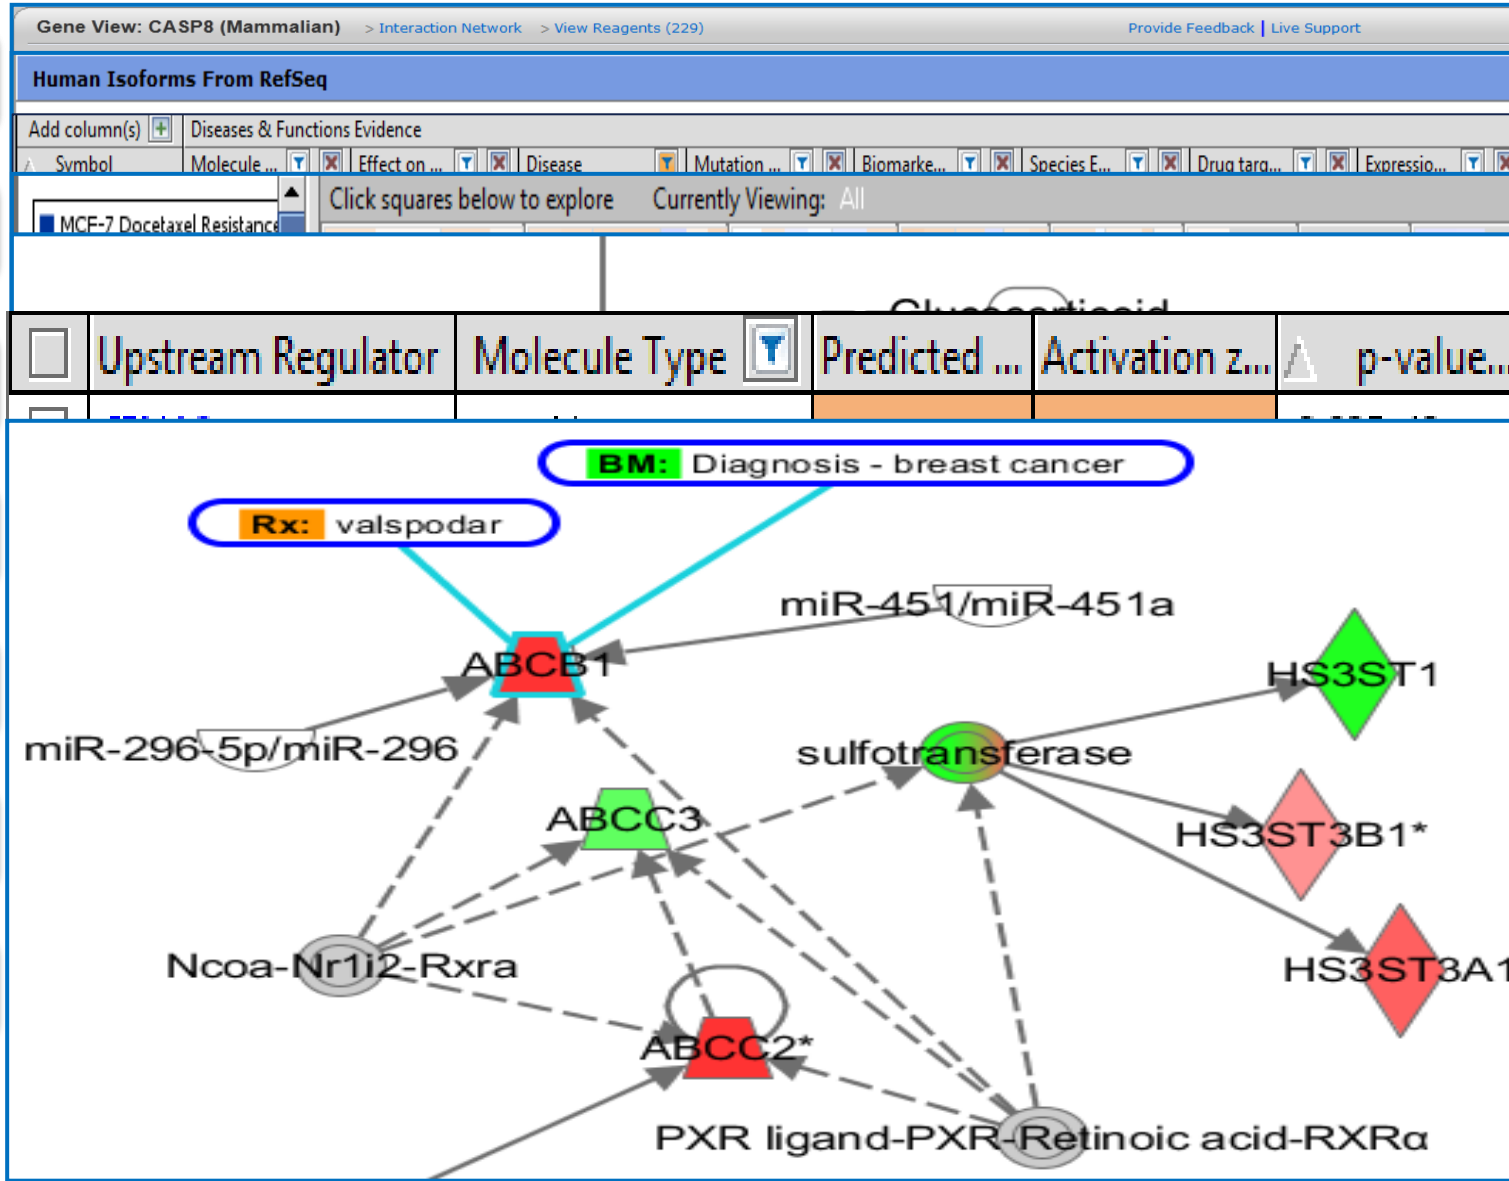 Gene View: CASP8 (Mammalian) > Interaction Network > View Reagents (229) Provide Feedback | Live Support
Human Isoforms From RefSeq
Add column(s) Diseases & Functions Evidence
Symbol Molecule ... Effect on ... Disease Mutation ... Biomarke... Species E... Drug targ... Expressio...
MCF-7 Docetaxel Resistance Click squares below to explore Currently Viewing: All
Glucocorticoid
Upstream Regulator Molecule Type Predicted ... Activation z... p-value...
BM: Diagnosis - breast cancer
Rx: valspodar
miR-451/miR-451a
ABCB1
HS3ST1
miR-296-5p/miR-296
sulfotransferase
ABCC3
HS3ST3B1*
Ncoa-Nr1i2-Rxra
HS3ST3A1
ABCC2*
PXR ligand-PXR-Retinoic acid-RXRα